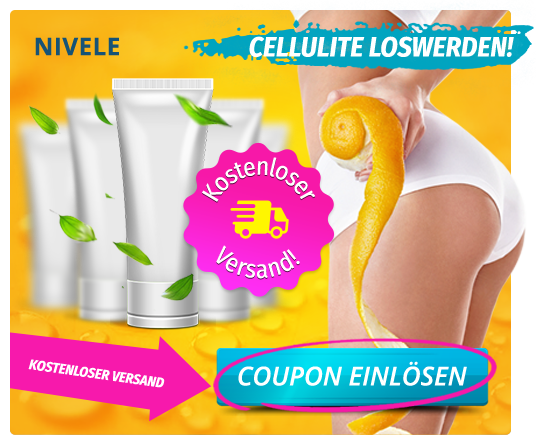 NIVELE
CELLULITE LOSWERDEN!
Kostenloser
Versand!
KOSTENLOSER VERSAND
COUPON EINLÖSEN